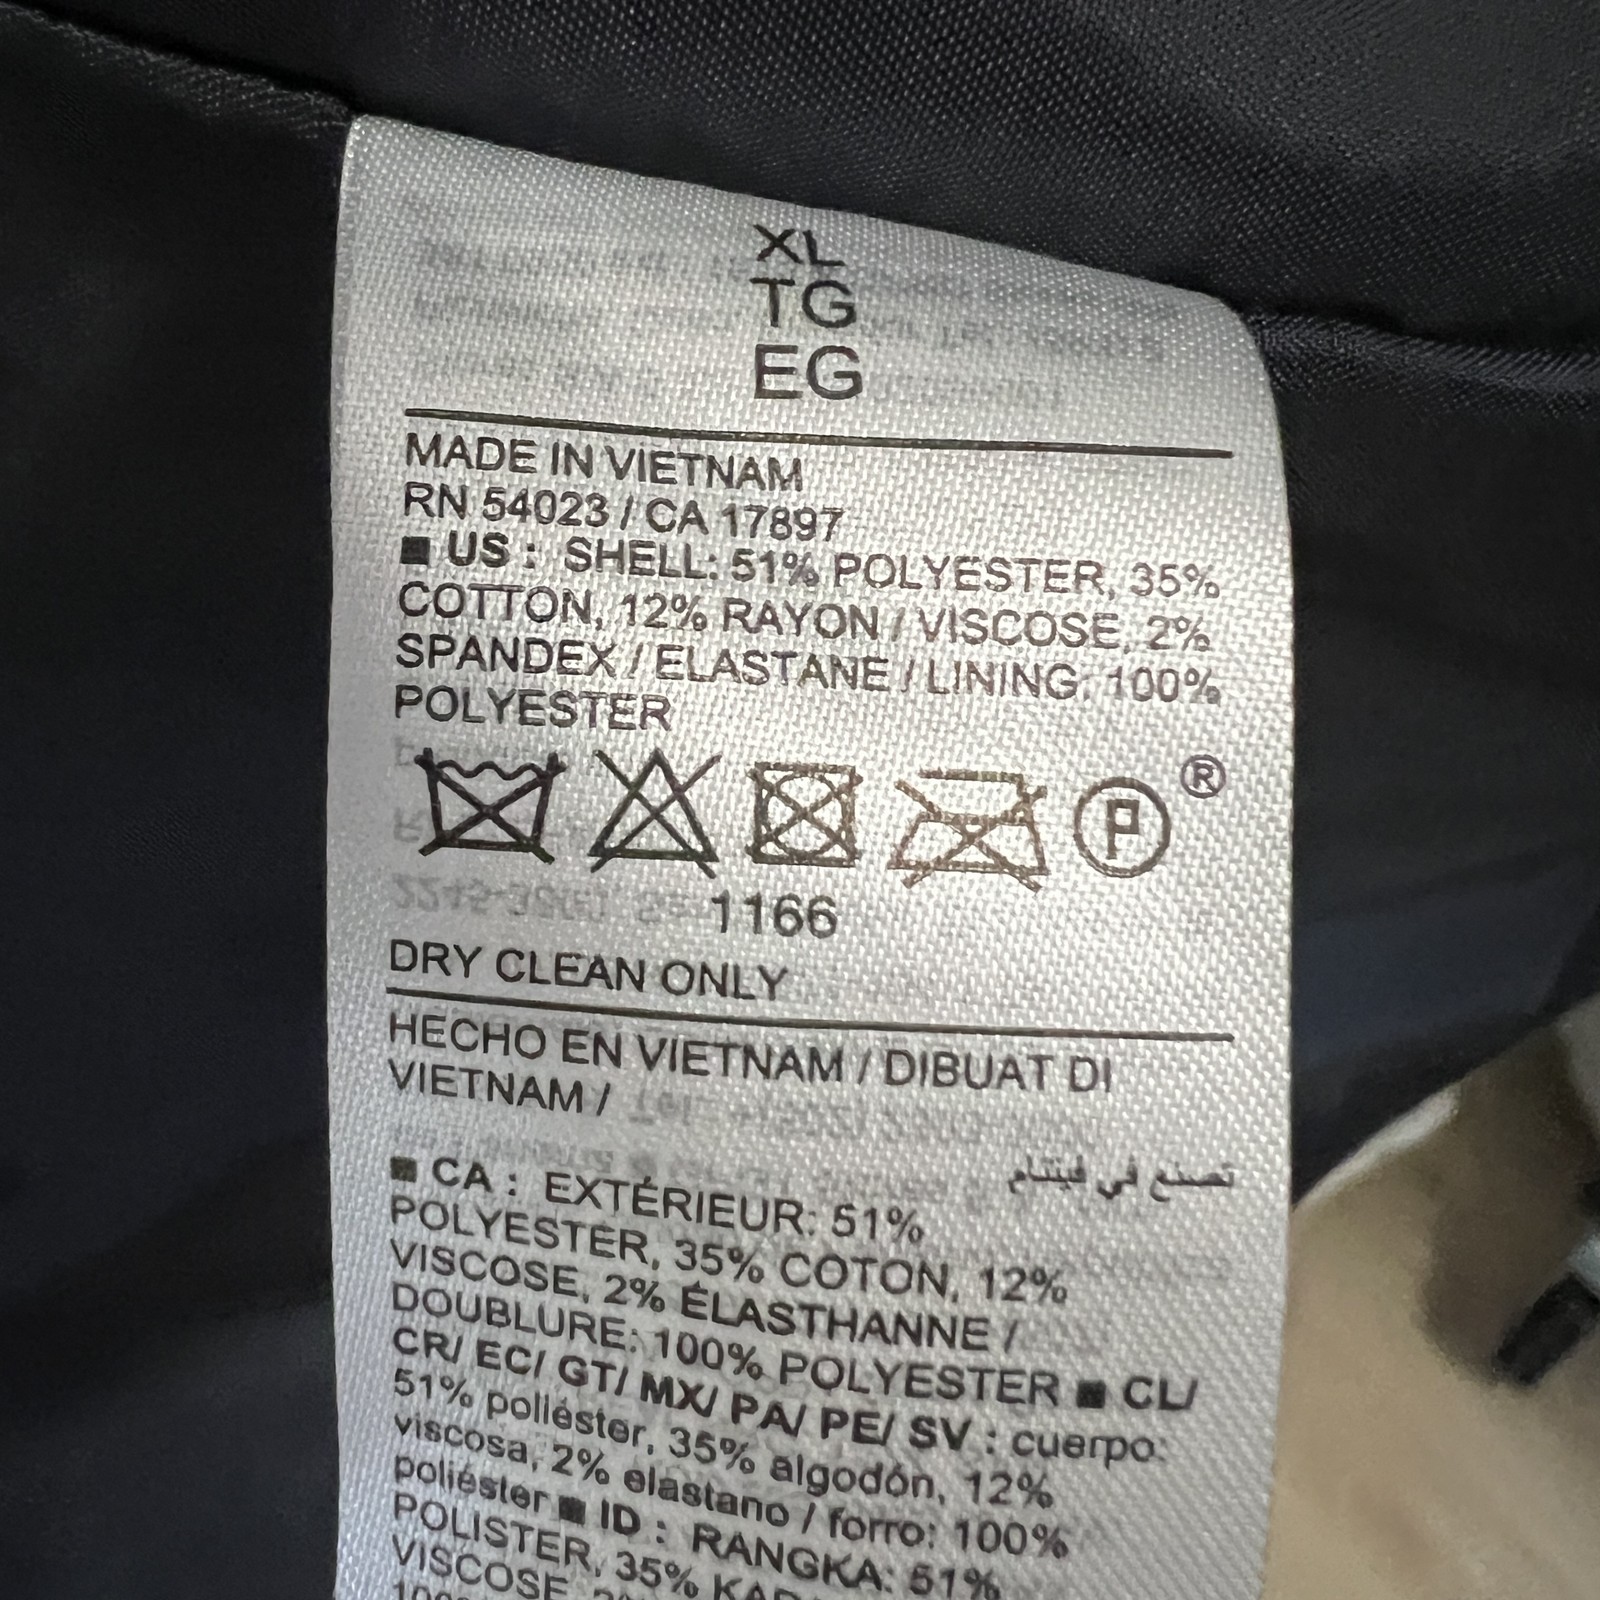 XL
TG
EG
MADE IN VIETNAM
RN 54023 / CA 17897
■ US : SHELL: 51% POLYESTER, 35%
COTTON, 12% RAYON / VISCOSE, 2%
SPANDEX / ELASTANE / LINING: 100%
POLYESTER
P ®
1166
DRY CLEAN ONLY
HECHO EN VIETNAM / DIBUAT DI
VIETNAM /
تصنع في فيتنام
■ CA : EXTÉRIEUR: 51%
POLYESTER, 35% COTON, 12%
VISCOSE, 2% ÉLASTHANNE /
DOUBLURE: 100% POLYESTER ■ CL/
CR/ EC/ GT/ MX/ PA/ PE/ SV : cuerpo:
51% poliéster, 35% algodón, 12%
viscosa, 2% elastano / forro: 100%
poliéster ■ ID : RANGKA: 51%
POLISTER, 35%
VISCOSE